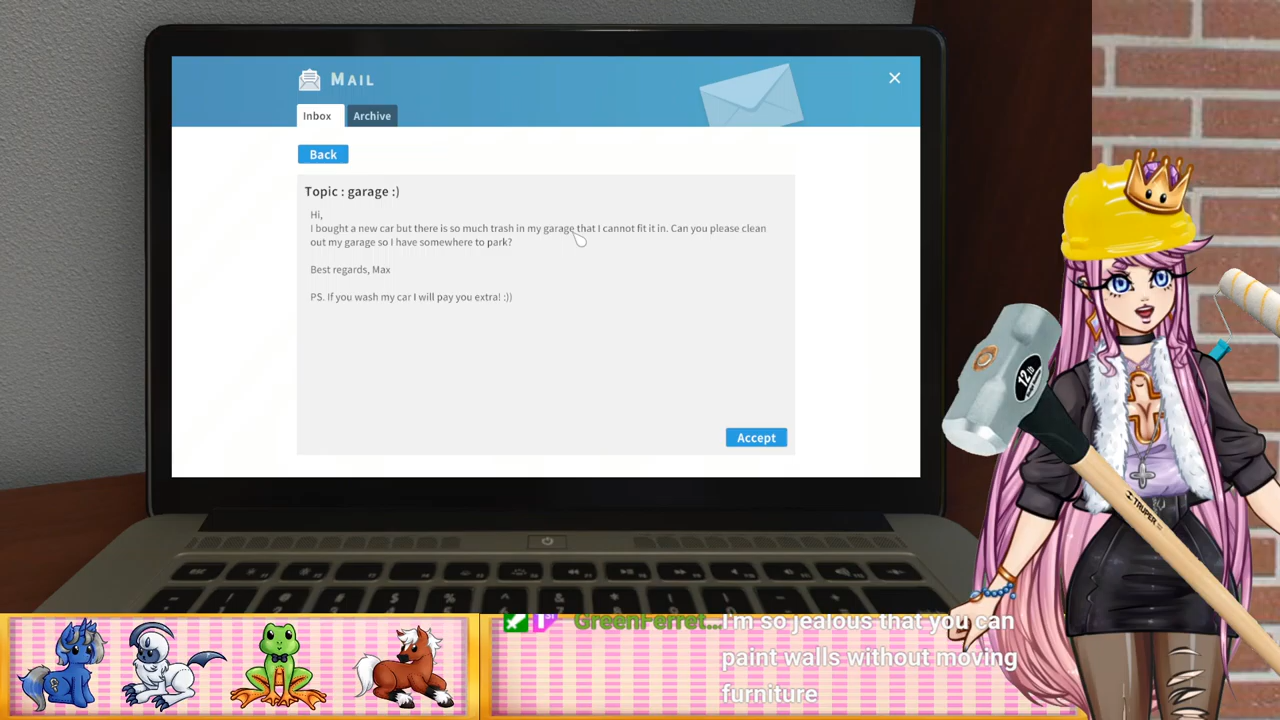 MAIL
Inbox
Archive
Back
Topic : garage :)
Hi,
I bought a new car but there is so much trash in my garage that I cannot fit it in. Can you please clean
out my garage so I have somewhere to park?
Best regards, Max
PS. If you wash my car I will pay you extra! :))
Accept
12 lb
TRUPER
GreenFerret... I'm so jealous that you can
paint walls without moving
furniture